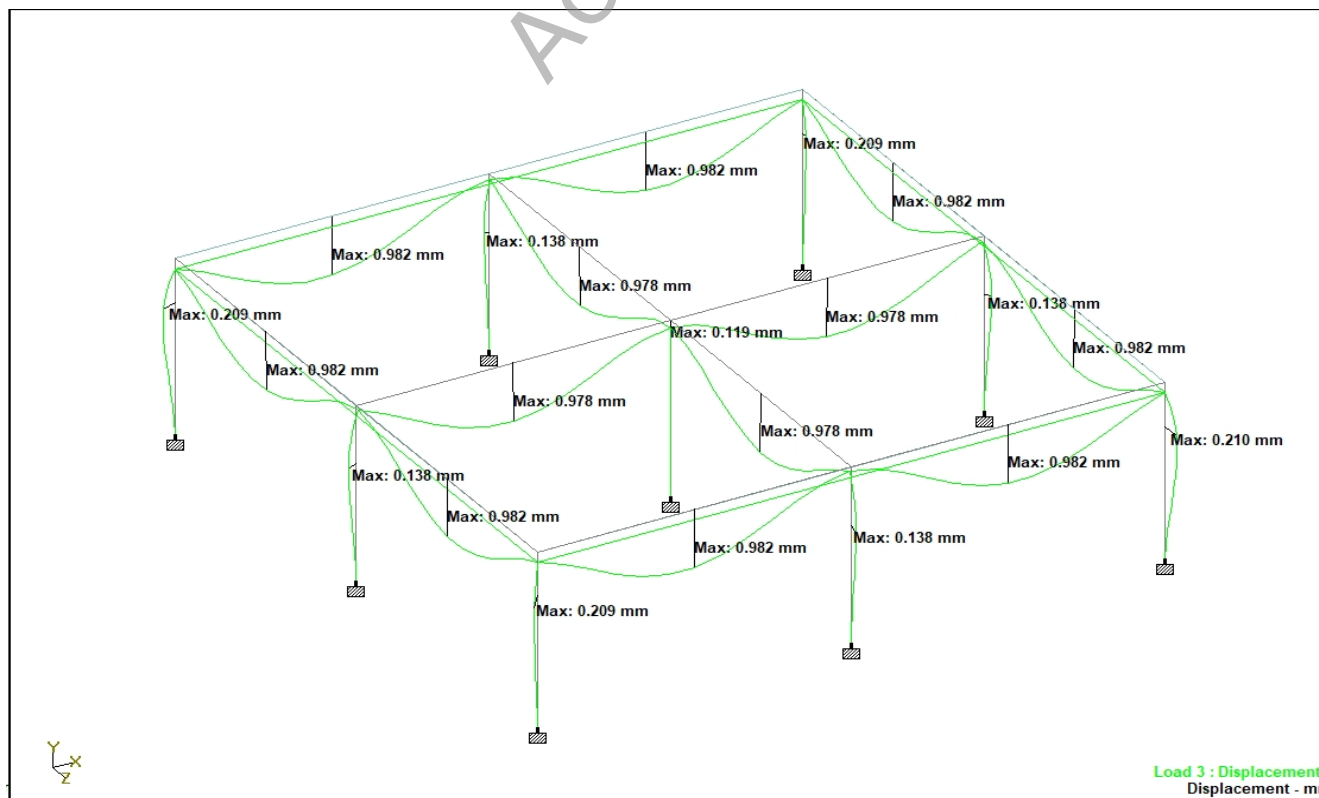 Ac
Max: 0.209 mm
Max: 0.982 mm
Max: 0.982 mm
Max: 0.138 mm
Max: 0.982 mm
Max: 0.978 mm
Max: 0.138 mm
Max: 0.209 mm
Max: 0.978 mm
Max: 0.119 mm
Max: 0.982 mm
Max: 0.982 mm
Max: 0.978 mm
Max: 0.978 mm
Max: 0.210 mm
Max: 0.982 mm
Max: 0.138 mm
Max: 0.982 mm
Max: 0.138 mm
Max: 0.982 mm
Max: 0.209 mm
Y
X
Z
Load 3 : Displacement
Displacement - m